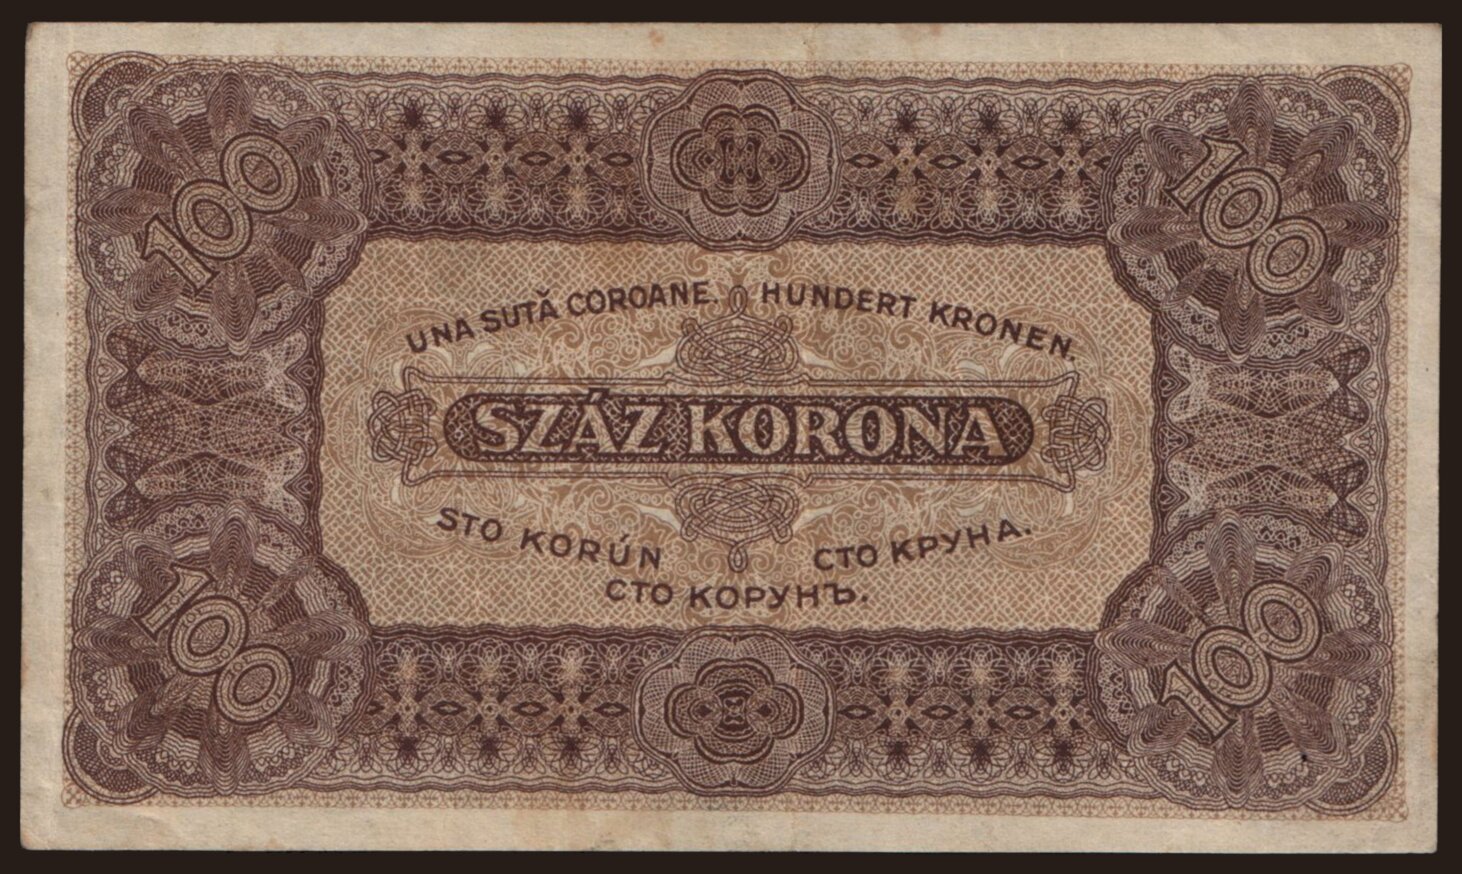 100
100
UNA SUTĂ COROANE. HUNDERT KRONEN.
SZÁZ KORONA
STO KORÚN
СТО КРУНА.
СТО КОРУНЪ.
100
100